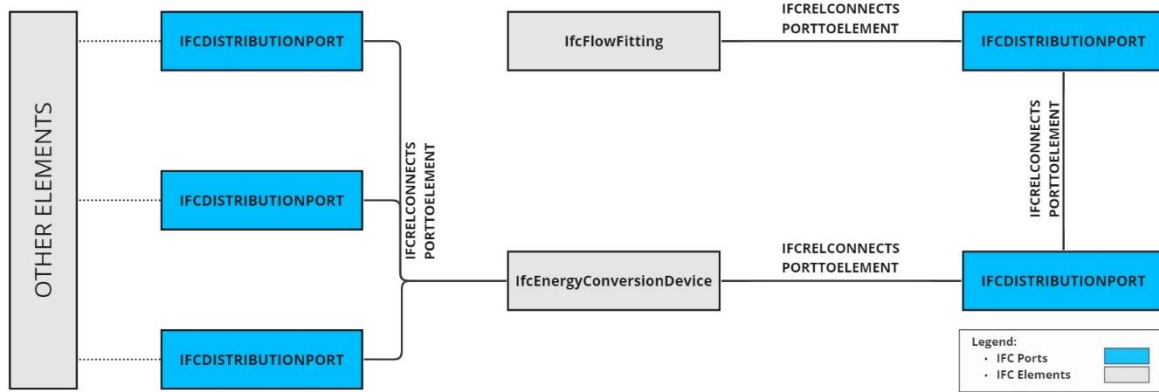 OTHER ELEMENTS
IFCDISTRIBUTIONPORT
IFCDISTRIBUTIONPORT
IFCDISTRIBUTIONPORT
IFCRELCONNECTS
PORTTOELEMENT
IfcFlowFitting
IFCRELCONNECTS
PORTTOELEMENT
IFCDISTRIBUTIONPORT
IFCRELCONNECTS
PORTTOELEMENT
IfcEnergyConversionDevice
IFCRELCONNECTS
PORTTOELEMENT
IFCDISTRIBUTIONPORT
Legend:
• IFC Ports
• IFC Elements